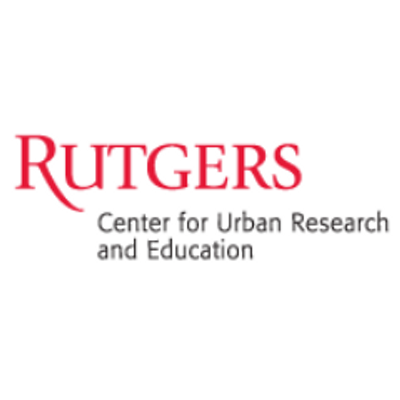 RUTGERS
Center for Urban Research
and Education